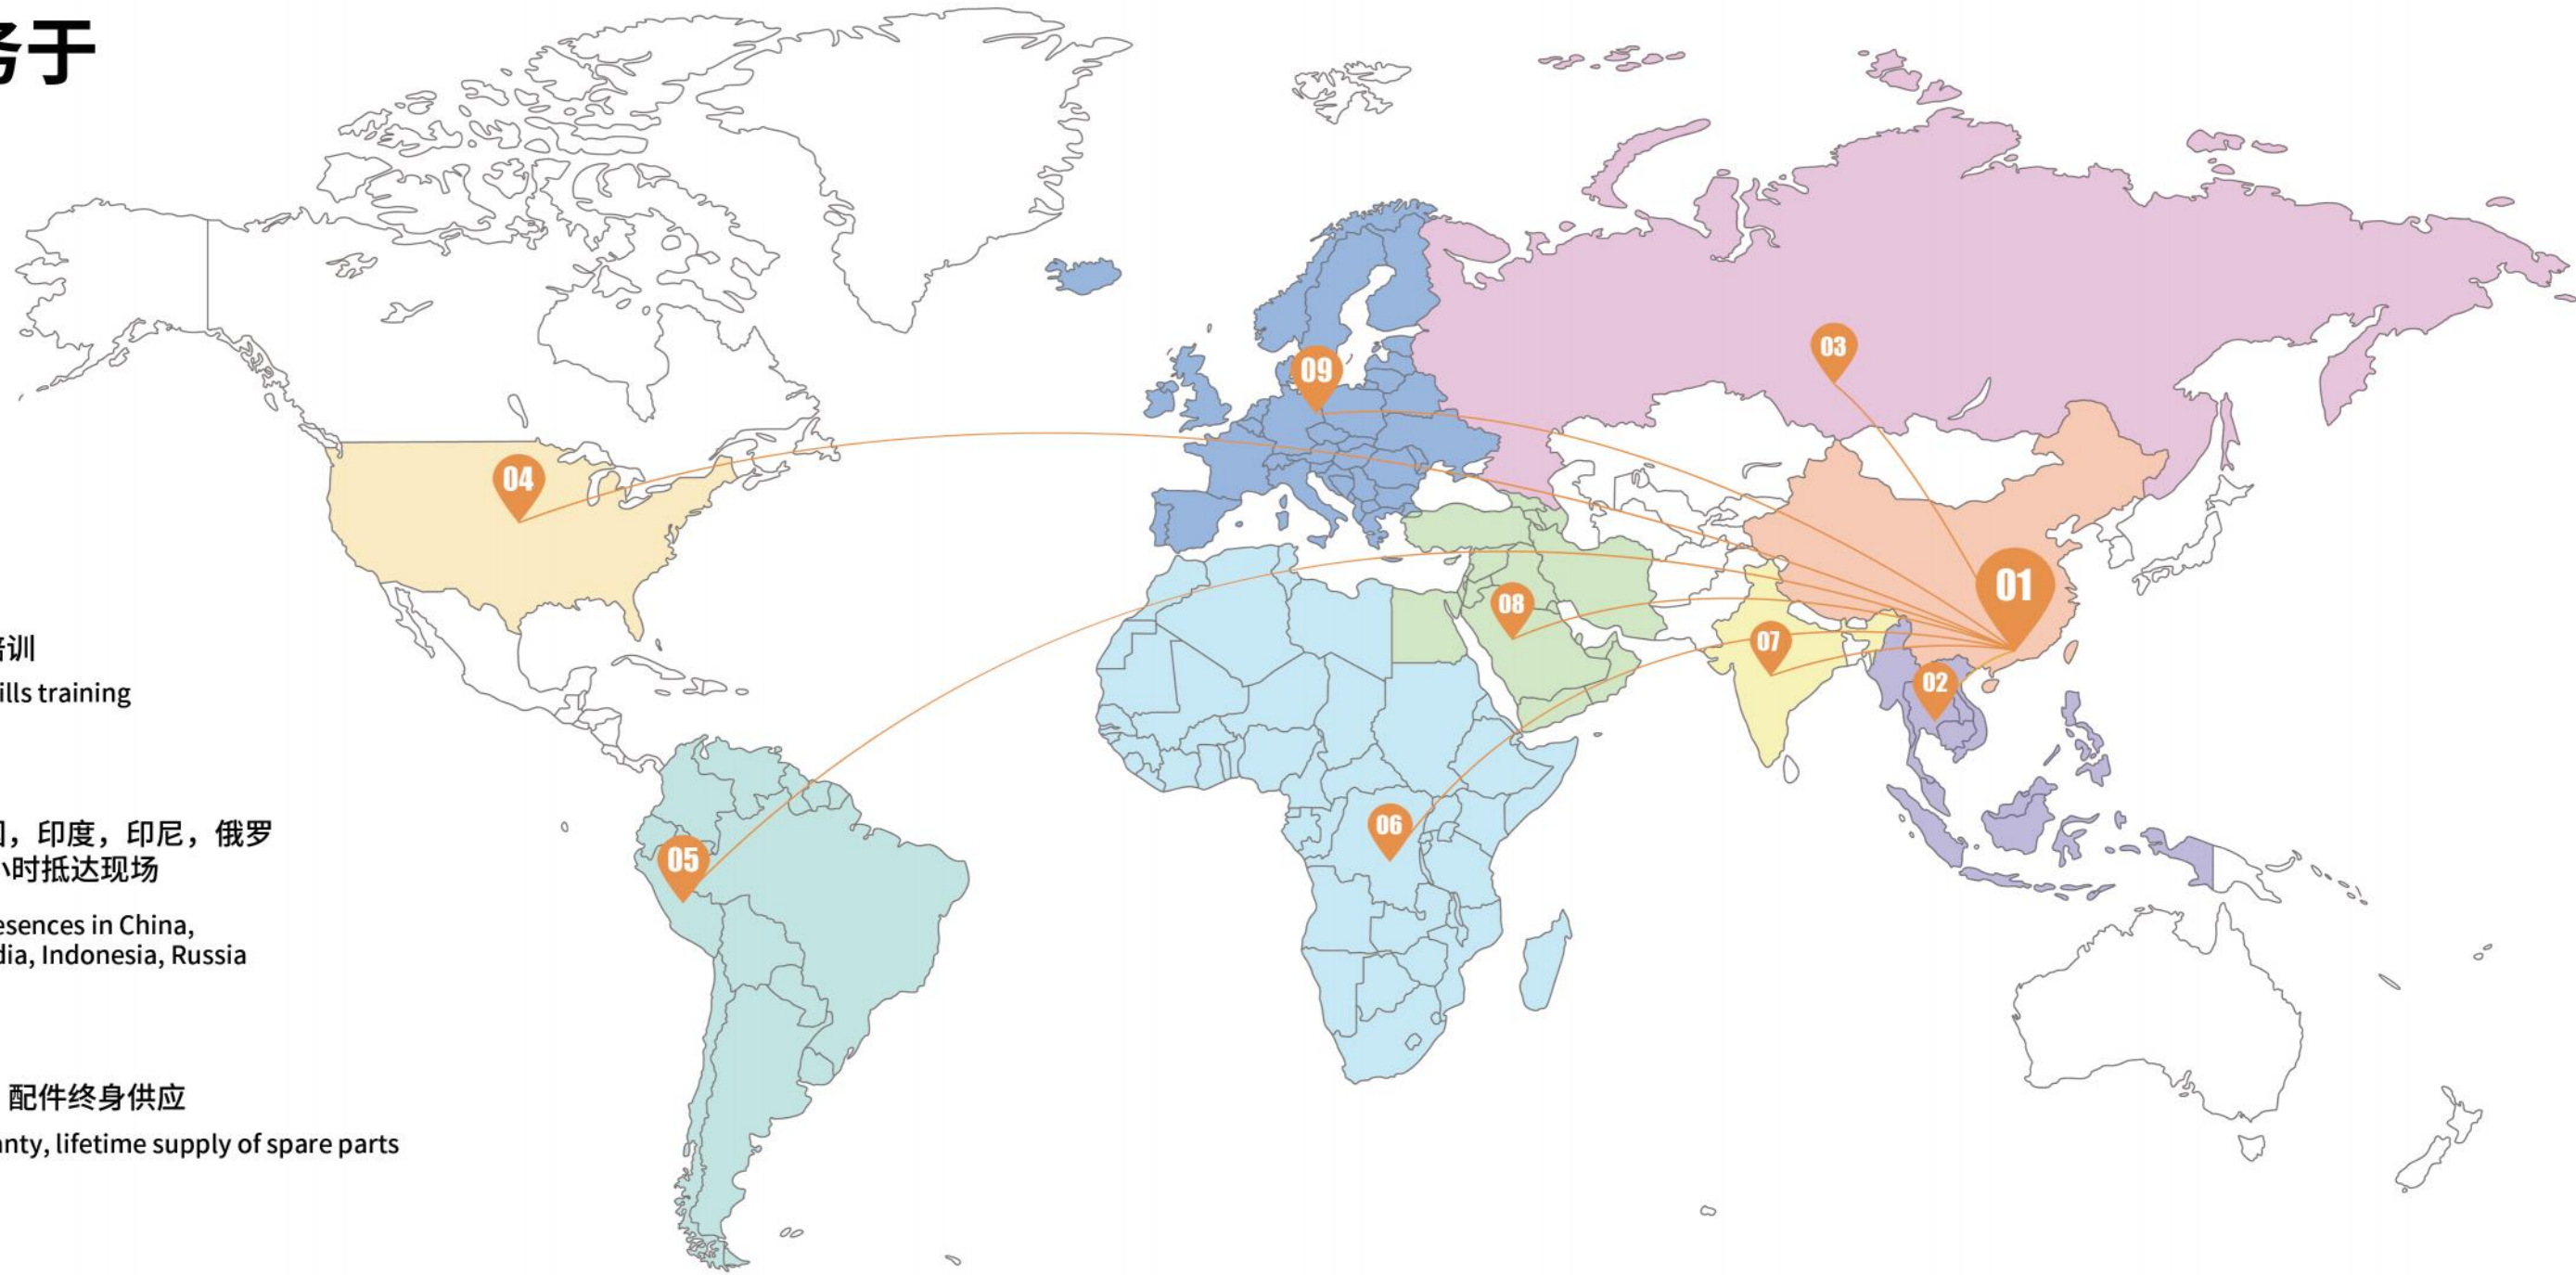 务于
培训
ills training
，印度，印尼，俄罗
小时抵达现场
esences in China,
dia, Indonesia, Russia
配件终身供应
anty, lifetime supply of spare parts
09
03
04
01
08
07
02
06
05